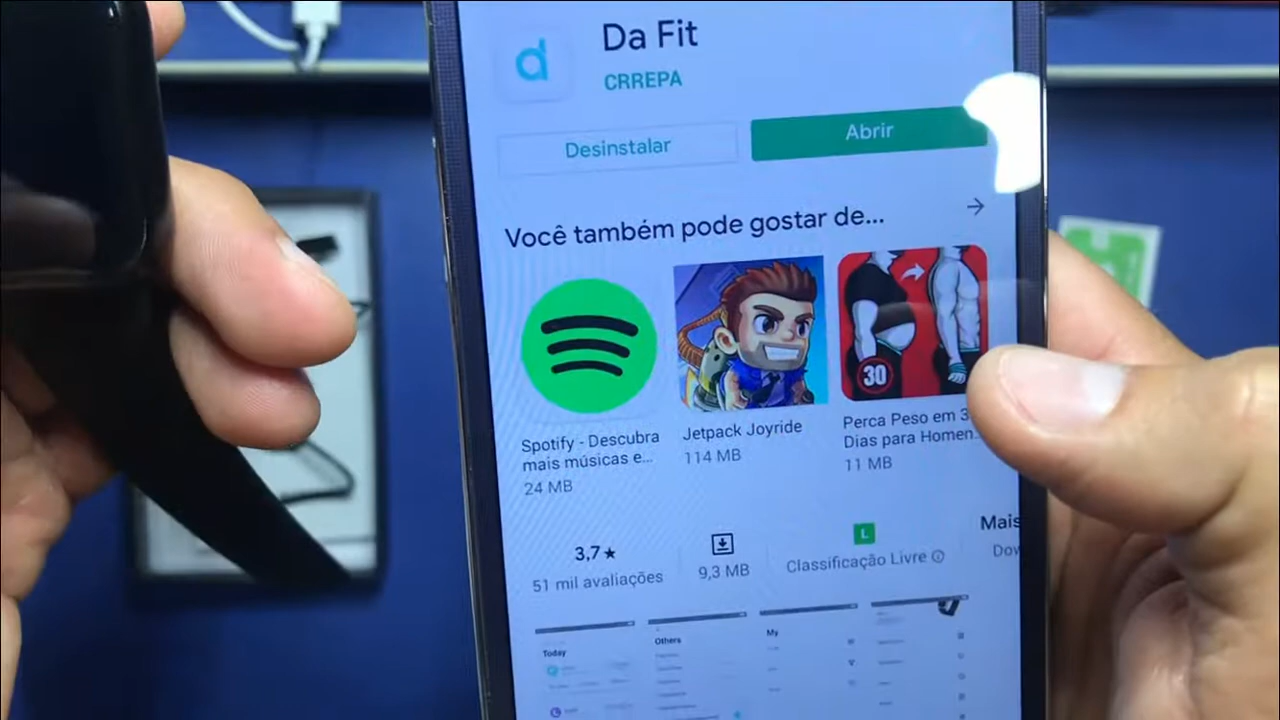 d
Da Fit
CRREPA
Desinstalar
Abrir
Você também pode gostar de...
30
Spotify - Descubra
mais músicas e...
24 MB
Jetpack Joyride
114 MB
Perca Peso em 3
Dias para Homen...
11 MB
3,7★
51 mil avaliações
9,3 MB
L
Classificação Livre
Mais
Dow
Today
Others
My